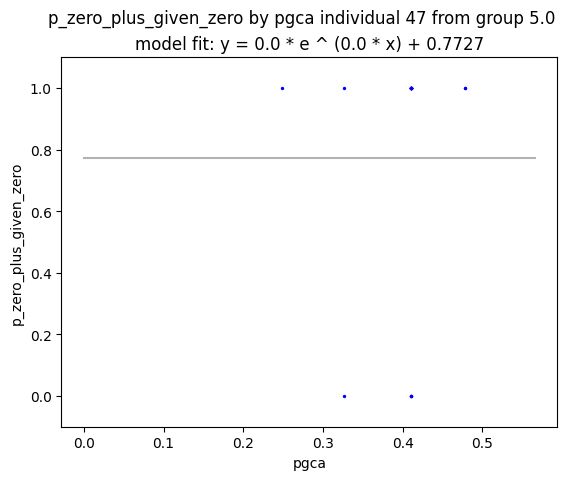 p_zero_plus_given_zero by pgca individual 47 from group 5.0
model fit: y = 0.0 * e ^ (0.0 * x) + 0.7727
1.0
0.8
0.6
0.4
0.2
0.0
p_zero_plus_given_zero
0.0 0.1 0.2 0.3 0.4 0.5
pgca